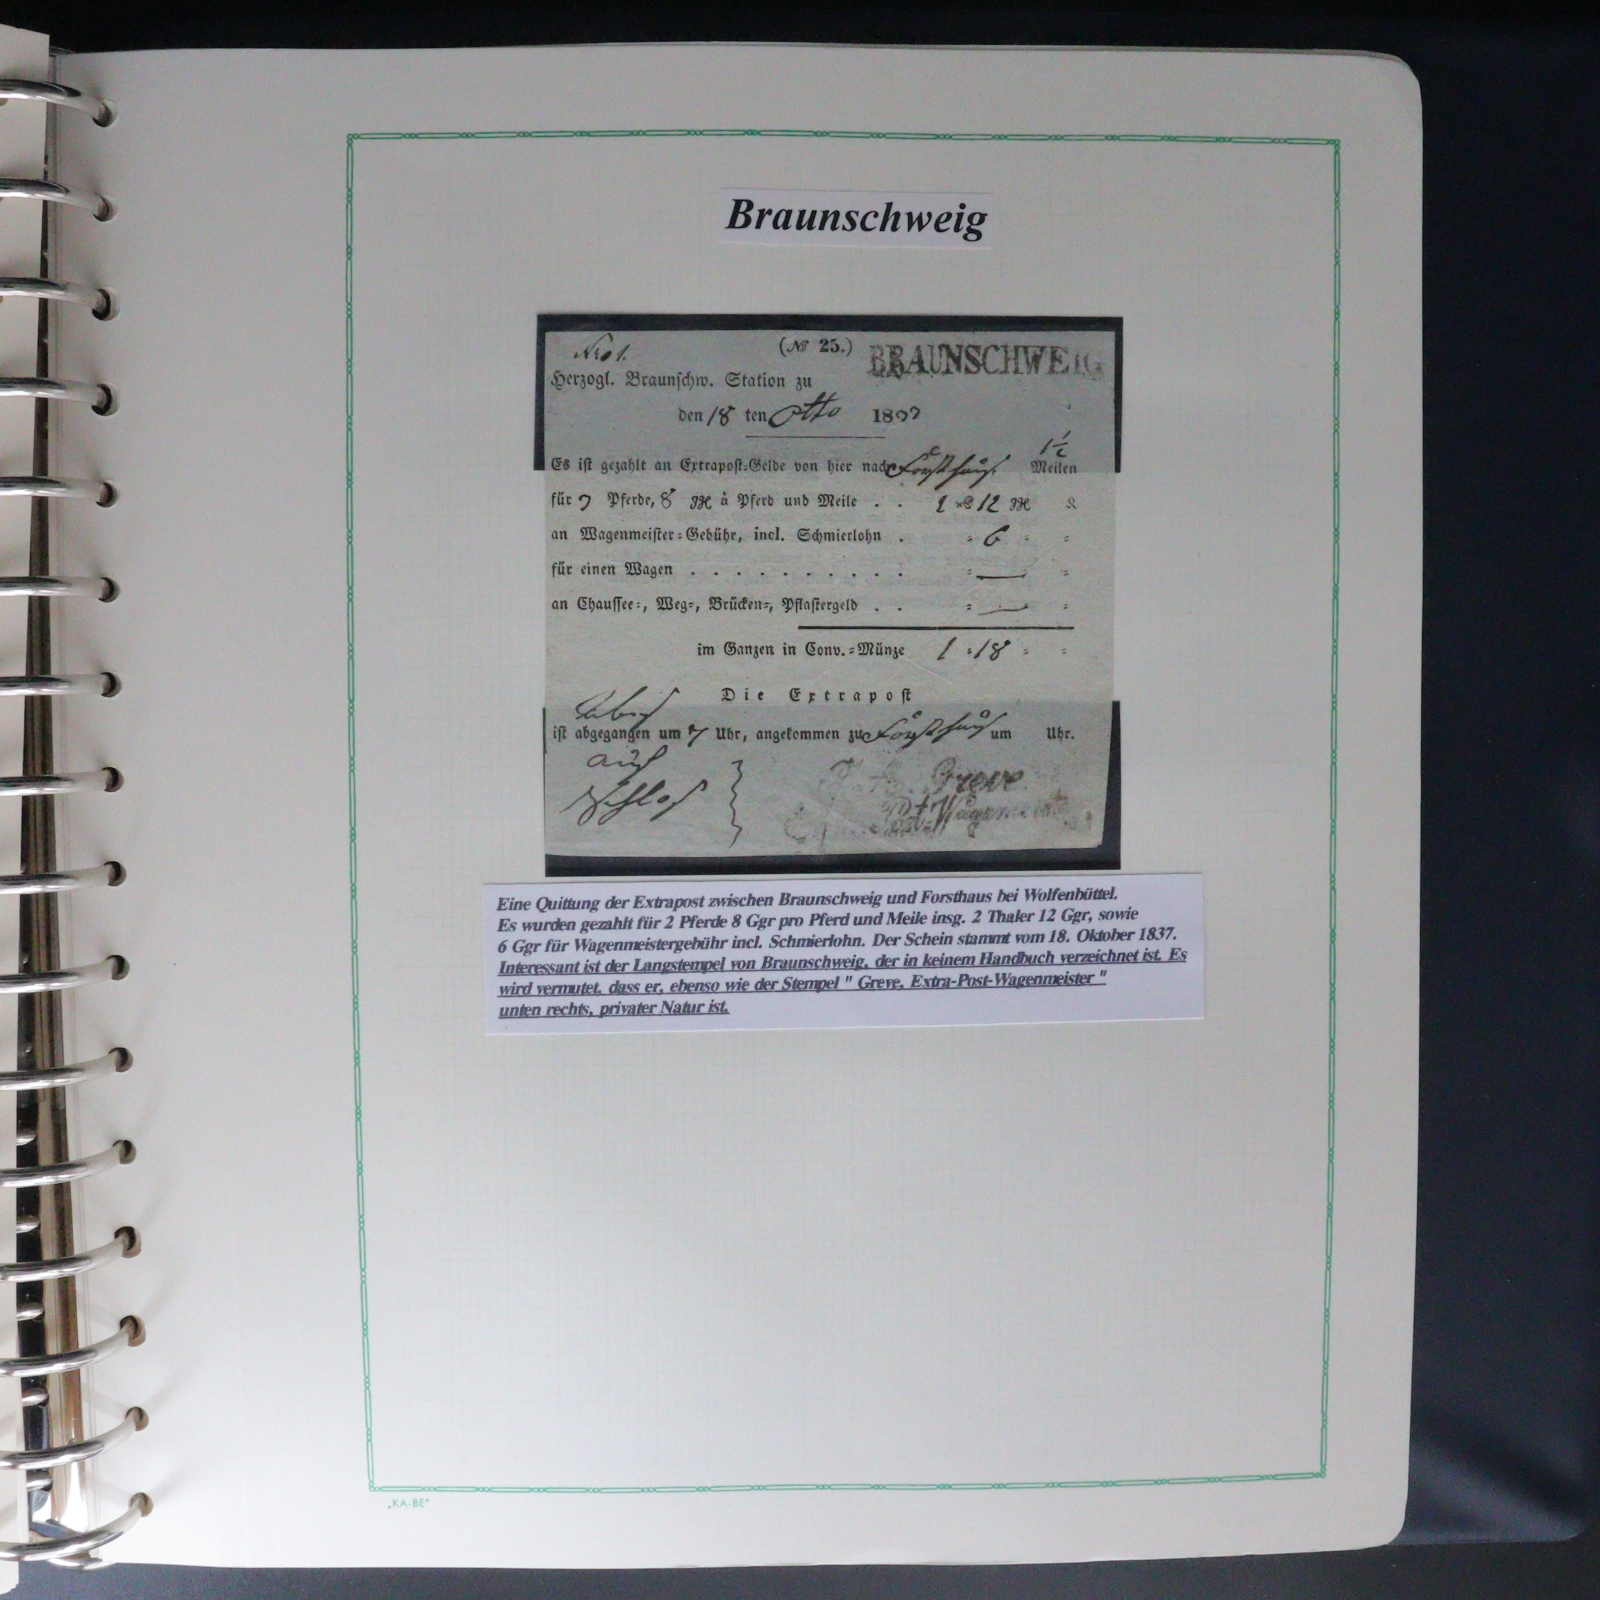 Braunschweig
(№ 25.) BRAUNSCHWEIG
Herzogl. Braunschw. Station zu
den 18 ten Otto 1837
1½
Es ist gezahlt an Extrapost=Gelde von hier nach Forsthaus Meilen
für 2 Pferde, 8 à Pferd und Meile . . 12
an Wagenmeister=Gebühr, incl. Schmierlohn . = 6 = =
für einen Wagen . . . . . . . . . . = — =
an Chaussee=, Weg=, Brücken=, Pflastergeld . . = — =
im Ganzen in Conv.=Münze 1 = 18 = =
Die Extrapost
ist abgegangen um 7 Uhr, angekommen zu Forsthaus um Uhr.
Greve
Eine Quittung der Extrapost zwischen Braunschweig und Forsthaus bei Wolfenbüttel.
Es wurden gezahlt für 2 Pferde 8 Ggr pro Pferd und Meile insg. 2 Thaler 12 Ggr, sowie
6 Ggr für Wagenmeistergebühr incl. Schmierlohn. Der Schein stammt vom 18. Oktober 1837.
Interessant ist der Langstempel von Braunschweig, der in keinem Handbuch verzeichnet ist. Es
wird vermutet, dass er, ebenso wie der Stempel " Greve, Extra-Post-Wagenmeister "
unten rechts, privater Natur ist.
„KA-BE"